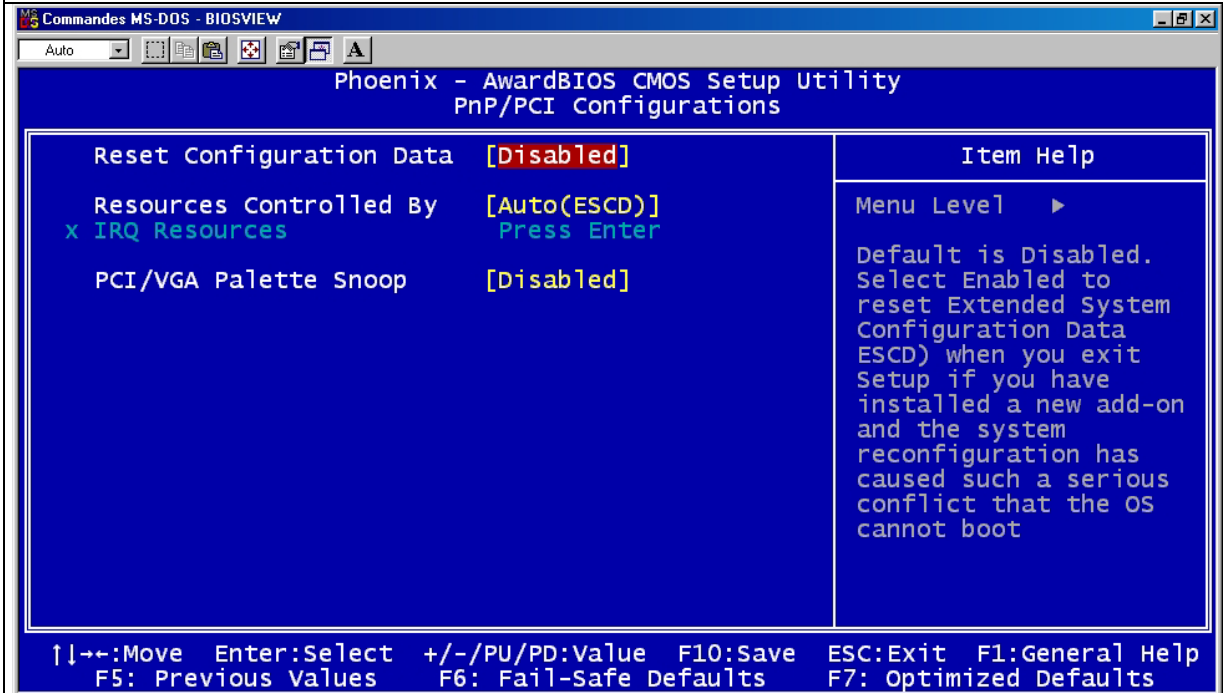 Commandes MS-DOS - BIOSVIEW
Auto
A
Phoenix - AwardBIOS CMOS Setup Utility
PnP/PCI Configurations
Reset Configuration Data [Disabled]
Resources Controlled By [Auto(ESCD)]
x IRQ Resources Press Enter
PCI/VGA Palette Snoop [Disabled]
Item Help
Menu Level ►
Default is Disabled.
Select Enabled to
reset Extended System
Configuration Data
ESCD) when you exit
Setup if you have
installed a new add-on
and the system
reconfiguration has
caused such a serious
conflict that the OS
cannot boot
↑↓→←:Move Enter:Select +/-/PU/PD:Value F10:Save ESC:Exit F1:General Help
F5: Previous Values F6: Fail-Safe Defaults F7: Optimized Defaults